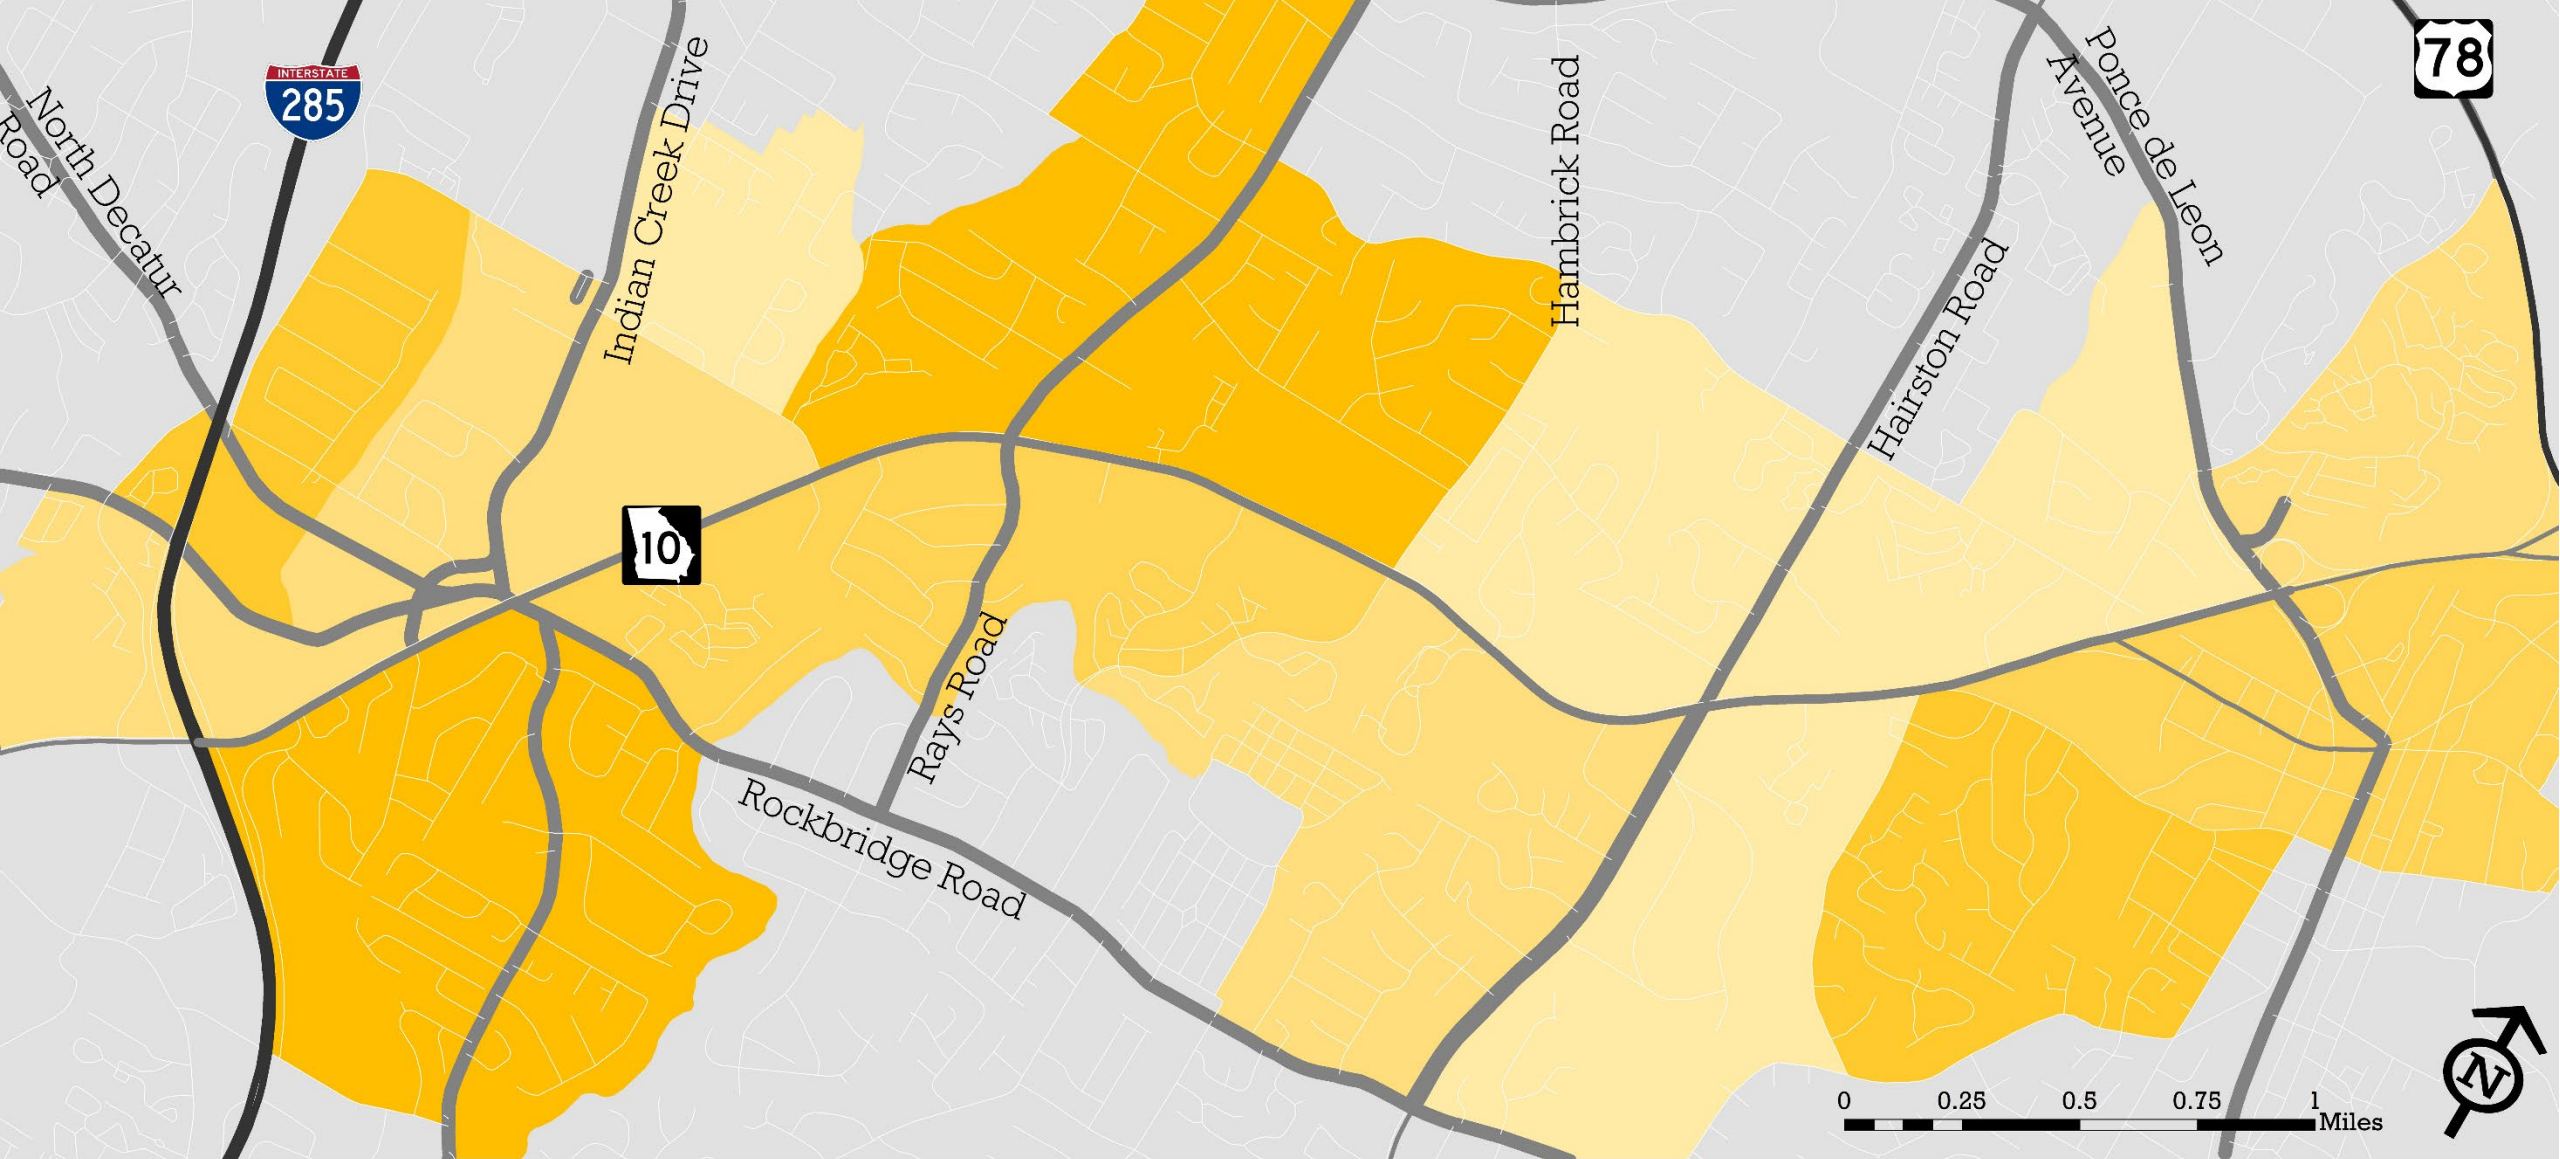 North Decatur
Road
INTERSTATE
285
Indian Creek Drive
Hambrick Road
Ponce de Leon
Avenue
78
Hairston Road
10
Rays Road
Rockbridge Road
0 0.25 0.5 0.75 1
Miles
N